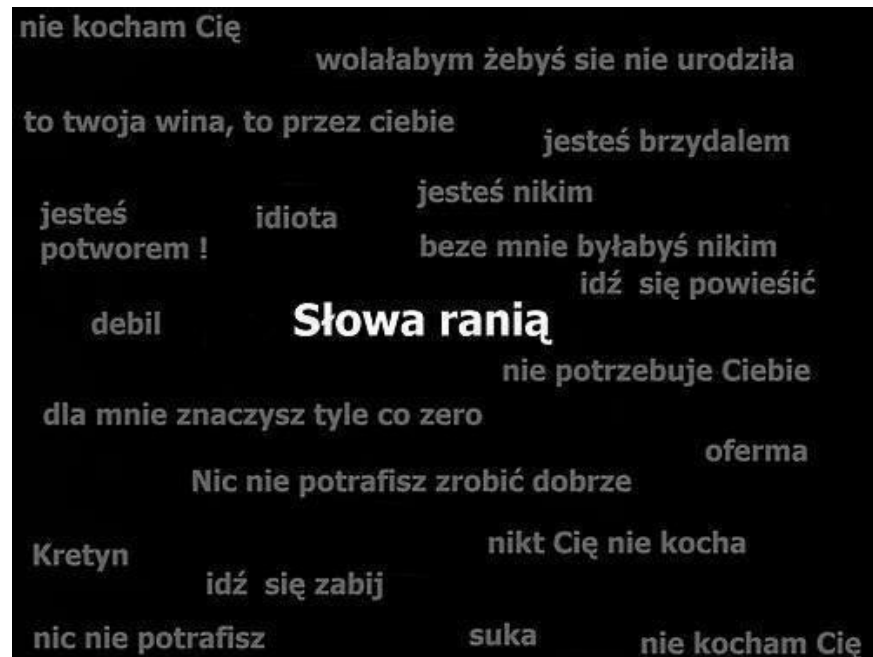 nie kocham Cię
wolałabym żebyś sie nie urodziła
to twoja wina, to przez ciebie
jesteś brzydalem
jesteś nikim
jesteś
potworem !
idiota
beze mnie byłabyś nikim
idź się powieśić
debil
Słowa ranią
nie potrzebuje Ciebie
dla mnie znaczysz tyle co zero
oferma
Nic nie potrafisz zrobić dobrze
nikt Cię nie kocha
Kretyn
idź się zabij
nic nie potrafisz
suka
nie kocham Cię